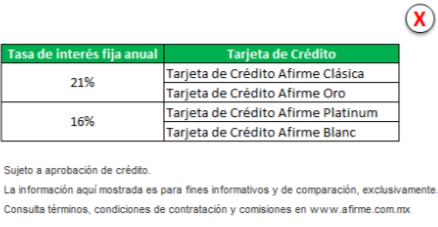 X
Tasa de interés fija anual Tarjeta de Crédito
21% Tarjeta de Crédito Afirme Clásica
Tarjeta de Crédito Afirme Oro
16% Tarjeta de Crédito Afirme Platinum
Tarjeta de Crédito Afirme Blanc
Sujeto a aprobación de crédito.
La información aquí mostrada es para fines informativos y de comparación, exclusivamente.
Consulta términos, condiciones de contratación y comisiones en www.afirme.com.mx